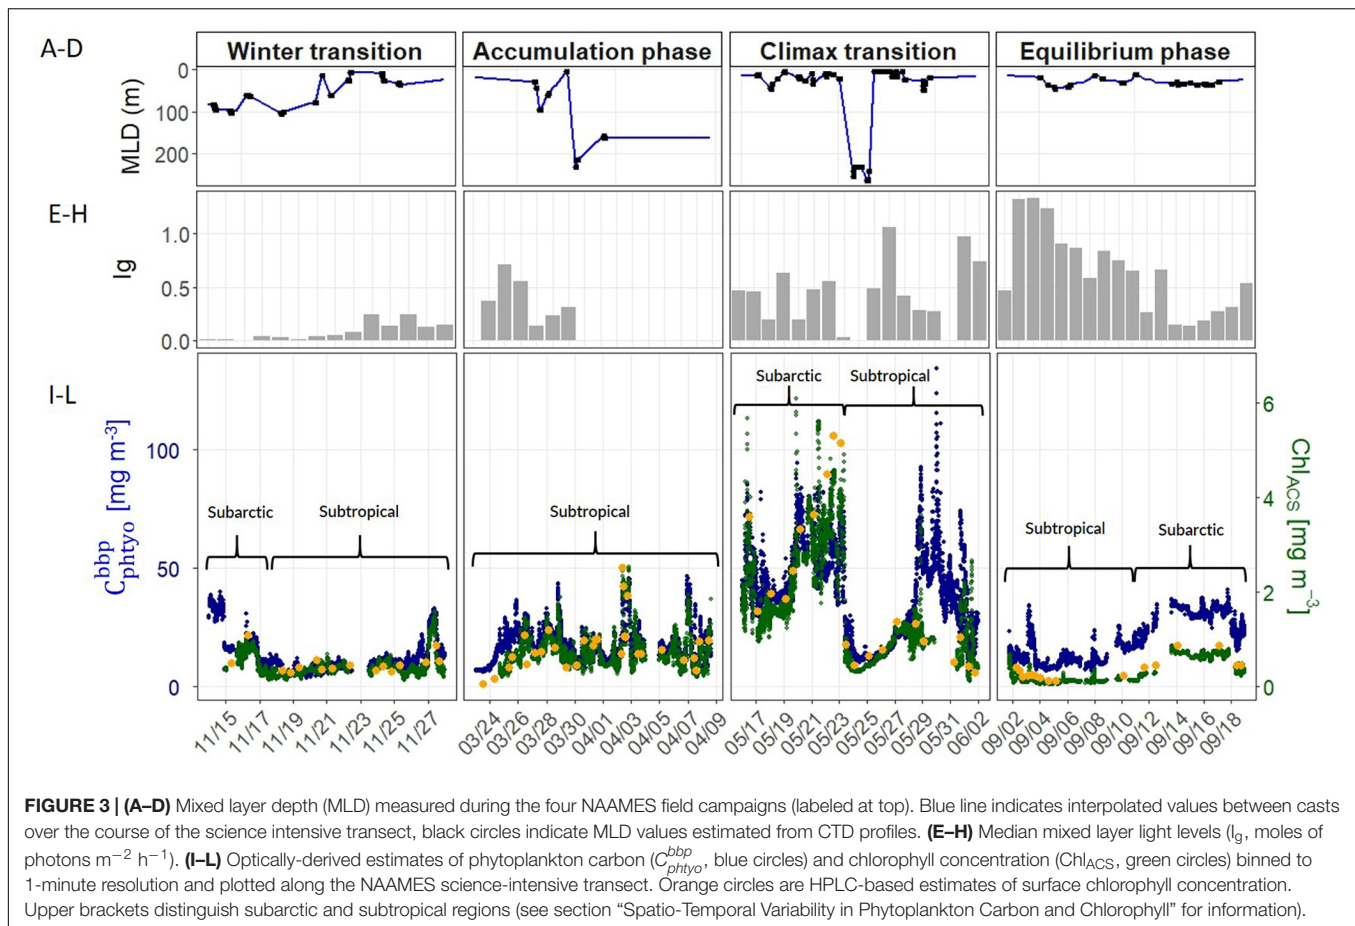 A-D
Winter transition
Accumulation phase
Climax transition
Equilibrium phase
MLD (m)
0
100
200
E-H
Ig
1.0
0.5
0.0
I-L
C^bbp_phtyo [mg m-3]
100
50
0
Subarctic
Subtropical
Subtropical
Subarctic
Subtropical
Subtropical
Subarctic
6
4
2
0
ChlACS [mg m-3]
11/15 11/17 11/19 11/21 11/23 11/25 11/27
03/24 03/26 03/28 03/30 04/01 04/03 04/05 04/07 04/09
05/17 05/19 05/21 05/23 05/25 05/27 05/29 05/31 06/02
09/02 09/04 09/06 09/08 09/10 09/12 09/14 09/16 09/18
FIGURE 3 | (A–D) Mixed layer depth (MLD) measured during the four NAAMES field campaigns (labeled at top). Blue line indicates interpolated values between casts
over the course of the science intensive transect, black circles indicate MLD values estimated from CTD profiles. (E–H) Median mixed layer light levels (Ig, moles of
photons m−2 h−1). (I–L) Optically-derived estimates of phytoplankton carbon (C^bbp_phtyo, blue circles) and chlorophyll concentration (ChlACS, green circles) binned to
1-minute resolution and plotted along the NAAMES science-intensive transect. Orange circles are HPLC-based estimates of surface chlorophyll concentration.
Upper brackets distinguish subarctic and subtropical regions (see section “Spatio-Temporal Variability in Phytoplankton Carbon and Chlorophyll” for information).